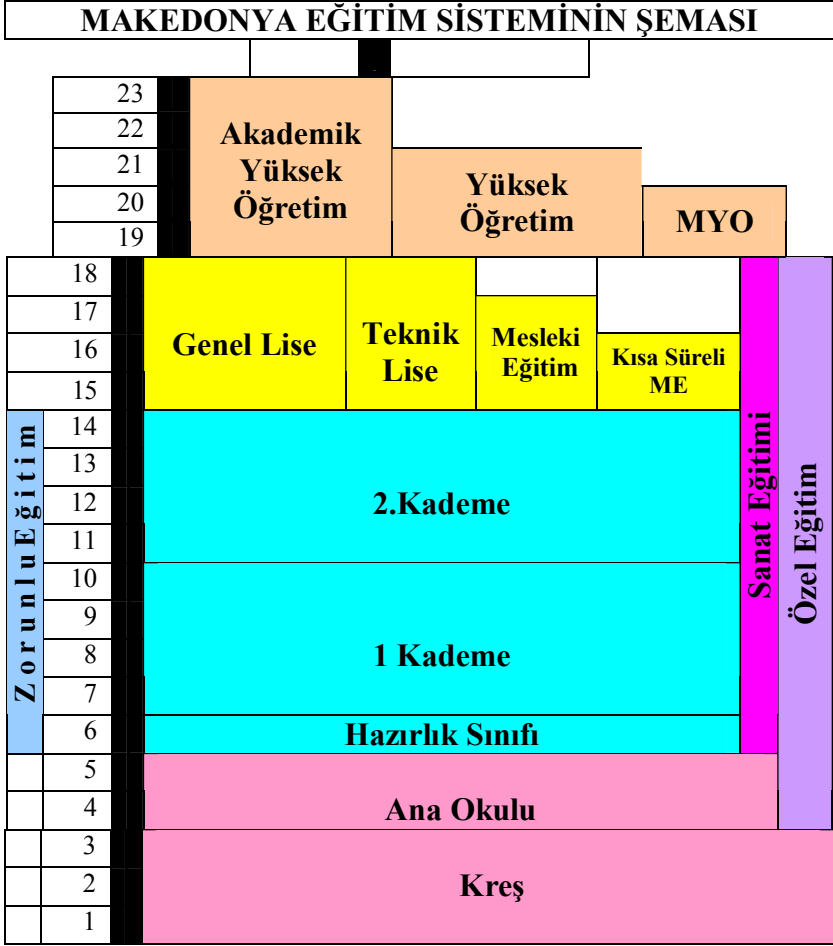 MAKEDONYA EĞİTİM SİSTEMİNİN ŞEMASI
23
22
21
20
19
Akademik
Yüksek
Öğretim
Yüksek
Öğretim
MYO
18
17
16
15
Genel Lise
Teknik
Lise
Mesleki
Eğitim
Kısa Süreli
ME
Zorunlu Eğitim
14
13
12
11
2.Kademe
10
9
8
7
1 Kademe
6
Hazırlık Sınıfı
Sanat Eğitimi
Özel Eğitim
5
4
Ana Okulu
3
2
1
Kreş